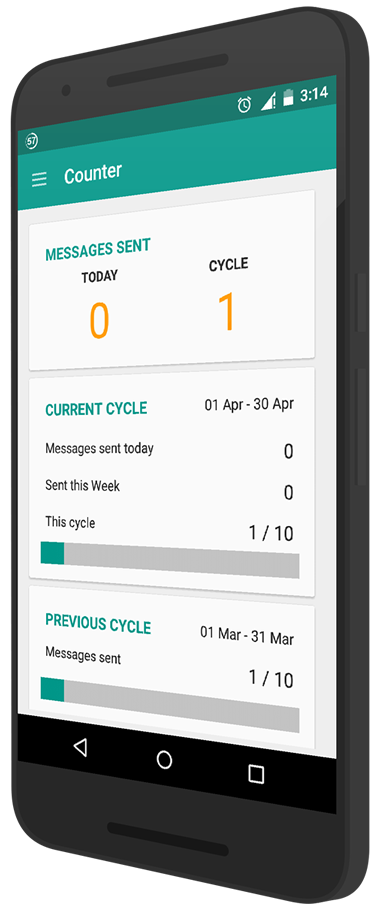 57
3:14
Counter
MESSAGES SENT
TODAY CYCLE
0 1
CURRENT CYCLE 01 Apr - 30 Apr
Messages sent today 0
Sent this Week 0
This cycle 1 / 10
PREVIOUS CYCLE 01 Mar - 31 Mar
Messages sent 1 / 10